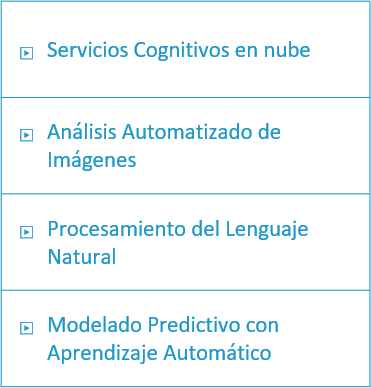 Servicios Cognitivos en nube
Análisis Automatizado de
Imágenes
Procesamiento del Lenguaje
Natural
Modelado Predictivo con
Aprendizaje Automático